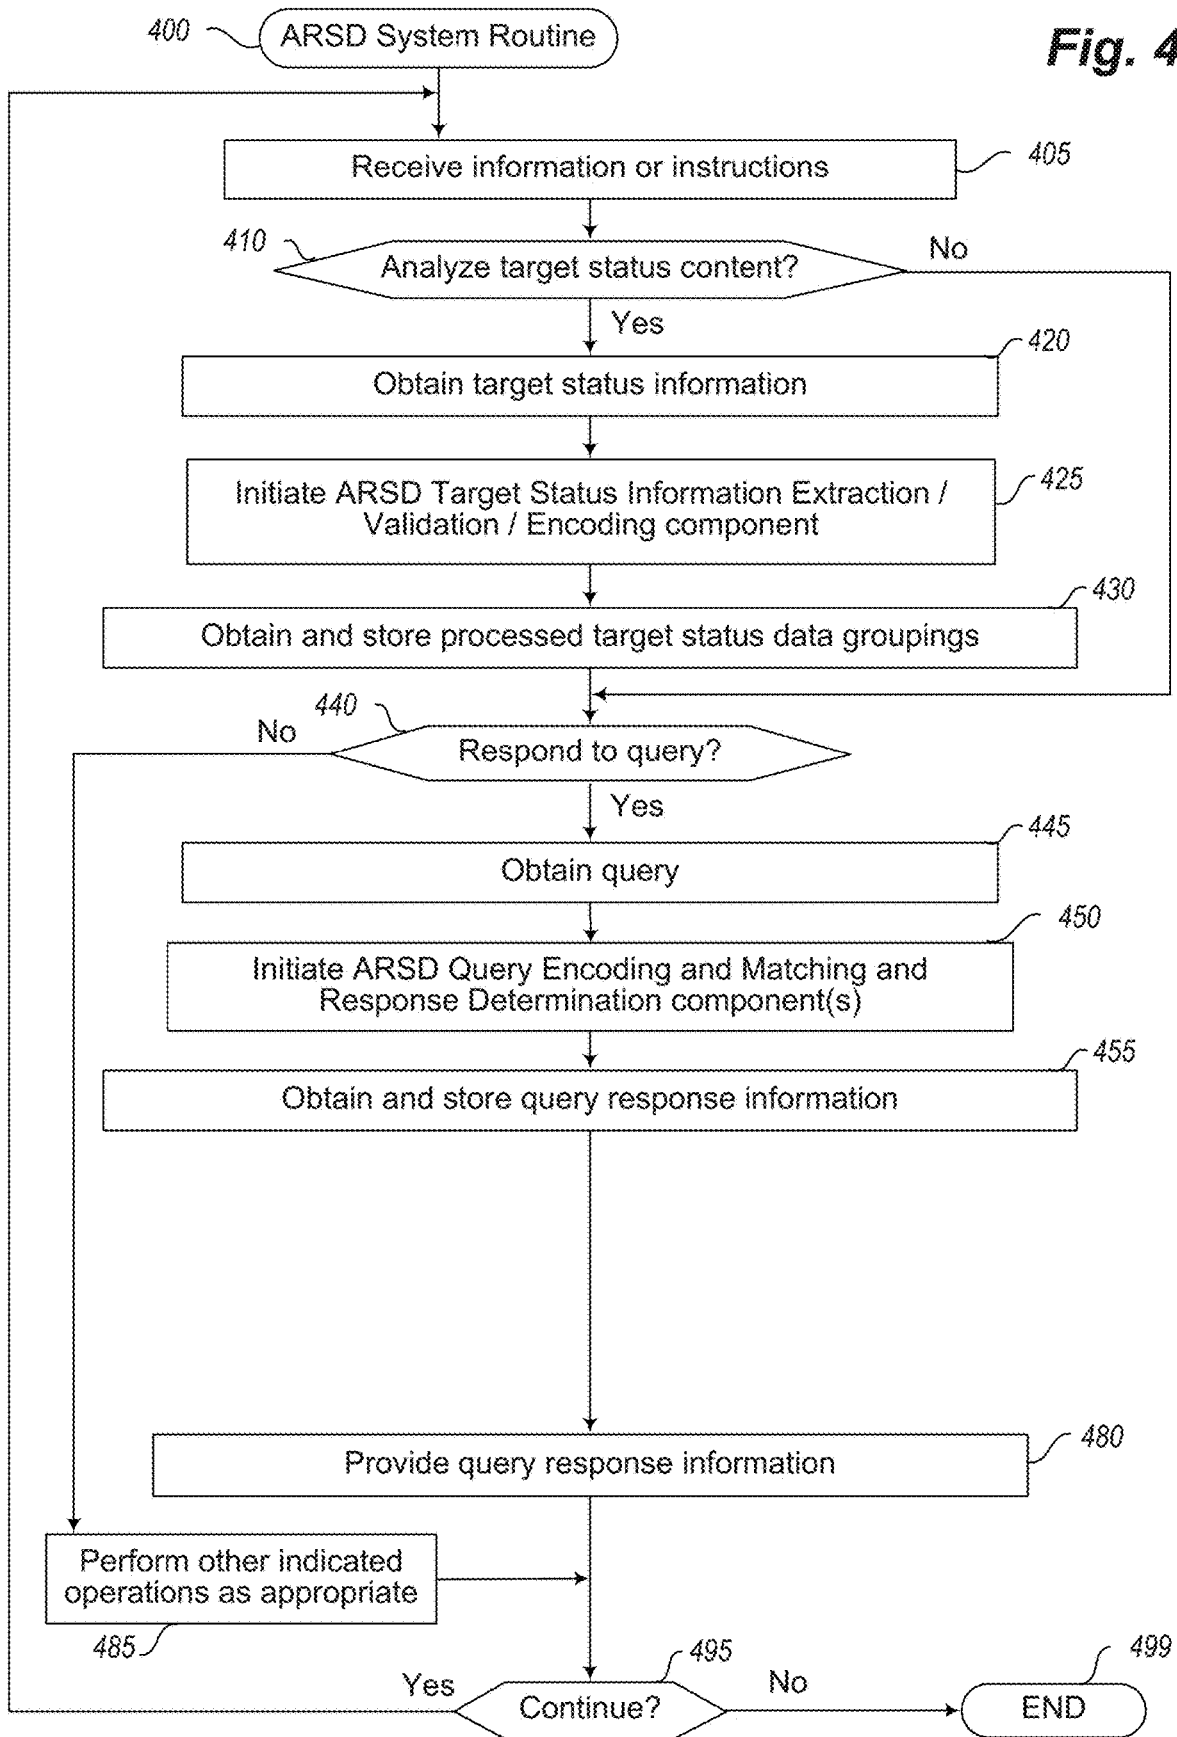 400
ARSD System Routine
Fig. 4
Receive information or instructions
405
410
Analyze target status content?
No
Yes
420
Obtain target status information
Initiate ARSD Target Status Information Extraction /
Validation / Encoding component
425
430
Obtain and store processed target status data groupings
440
No
Respond to query?
Yes
445
Obtain query
450
Initiate ARSD Query Encoding and Matching and
Response Determination component(s)
455
Obtain and store query response information
480
Provide query response information
Perform other indicated
operations as appropriate
485
495
Yes
Continue?
No
499
END